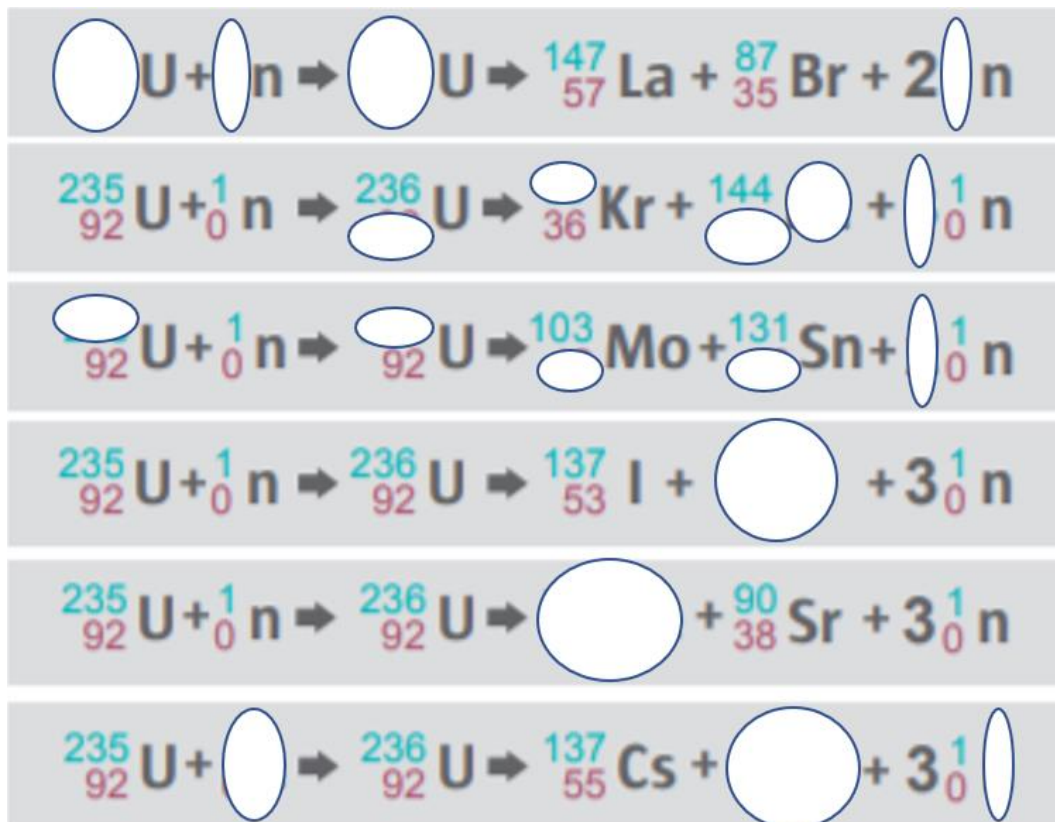 U + n ➡ U ➡ 147 57 La + 87 35 Br + 2 n
235 92 U + 1 0 n ➡ 236 U ➡ 36 Kr + 144 + 1 0 n
92 U + 1 0 n ➡ 92 U ➡ 103 Mo + 131 Sn + 1 0 n
235 92 U + 1 0 n ➡ 236 92 U ➡ 137 53 I + + 3 1 0 n
235 92 U + 1 0 n ➡ 236 92 U ➡ + 90 38 Sr + 3 1 0 n
235 92 U + ➡ 236 92 U ➡ 137 55 Cs + + 3 1 0